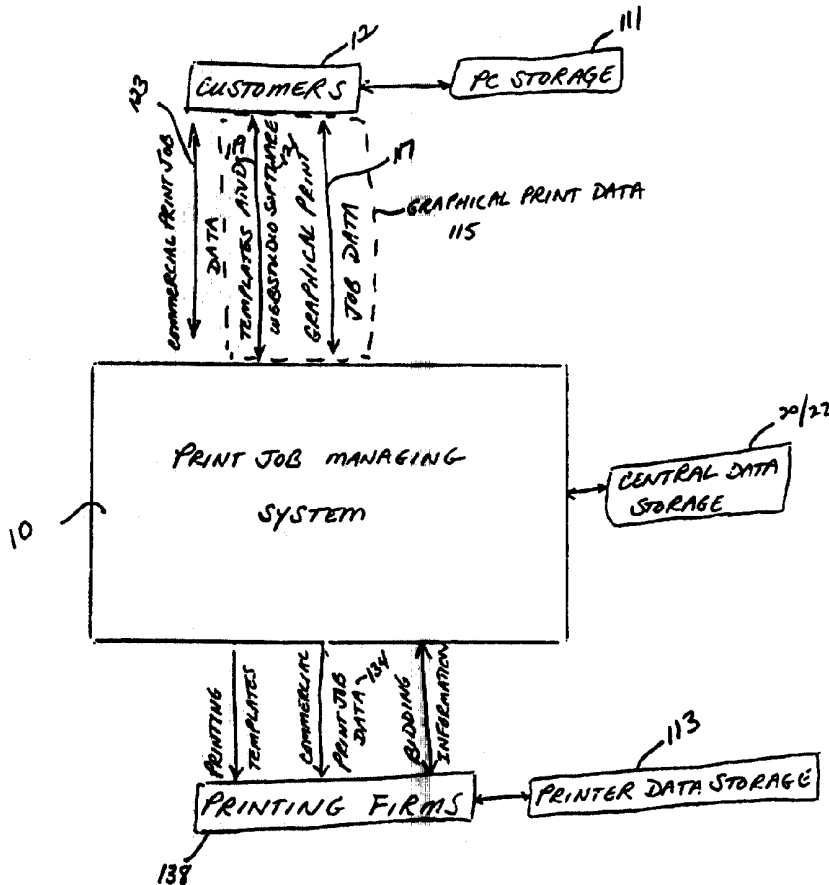 12
111
CUSTOMERS
PC STORAGE
123
COMMERCIAL PRINT JOB
DATA
TEMPLATES AND
WEBSTUDIO SOFTWARE
GRAPHICAL PRINT
JOB DATA
117
GRAPHICAL PRINT DATA
115
PRINT JOB MANAGING
SYSTEM
10
20/22
CENTRAL DATA
STORAGE
PRINTING
TEMPLATES
COMMERCIAL
PRINT JOB
DATA
134
BIDDING
INFORMATION
113
PRINTING FIRMS
PRINTER DATA STORAGE
138